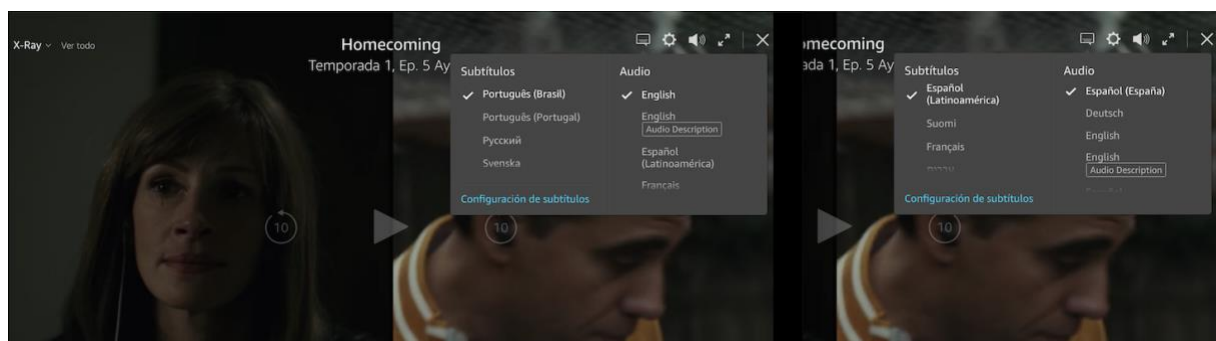 X-Ray Ver todo
Homecoming
Temporada 1, Ep. 5 Ay
Subtítulos
Português (Brasil)
Português (Portugal)
Русский
Svenska
Configuración de subtítulos
Audio
English
English
Audio Description
Español
(Latinoamérica)
Français
10
10
omecoming
ada 1, Ep. 5 Ay
Subtítulos
Español
(Latinoamérica)
Suomi
Français
עברית
Configuración de subtítulos
Audio
Español (España)
Deutsch
English
English
Audio Description
10